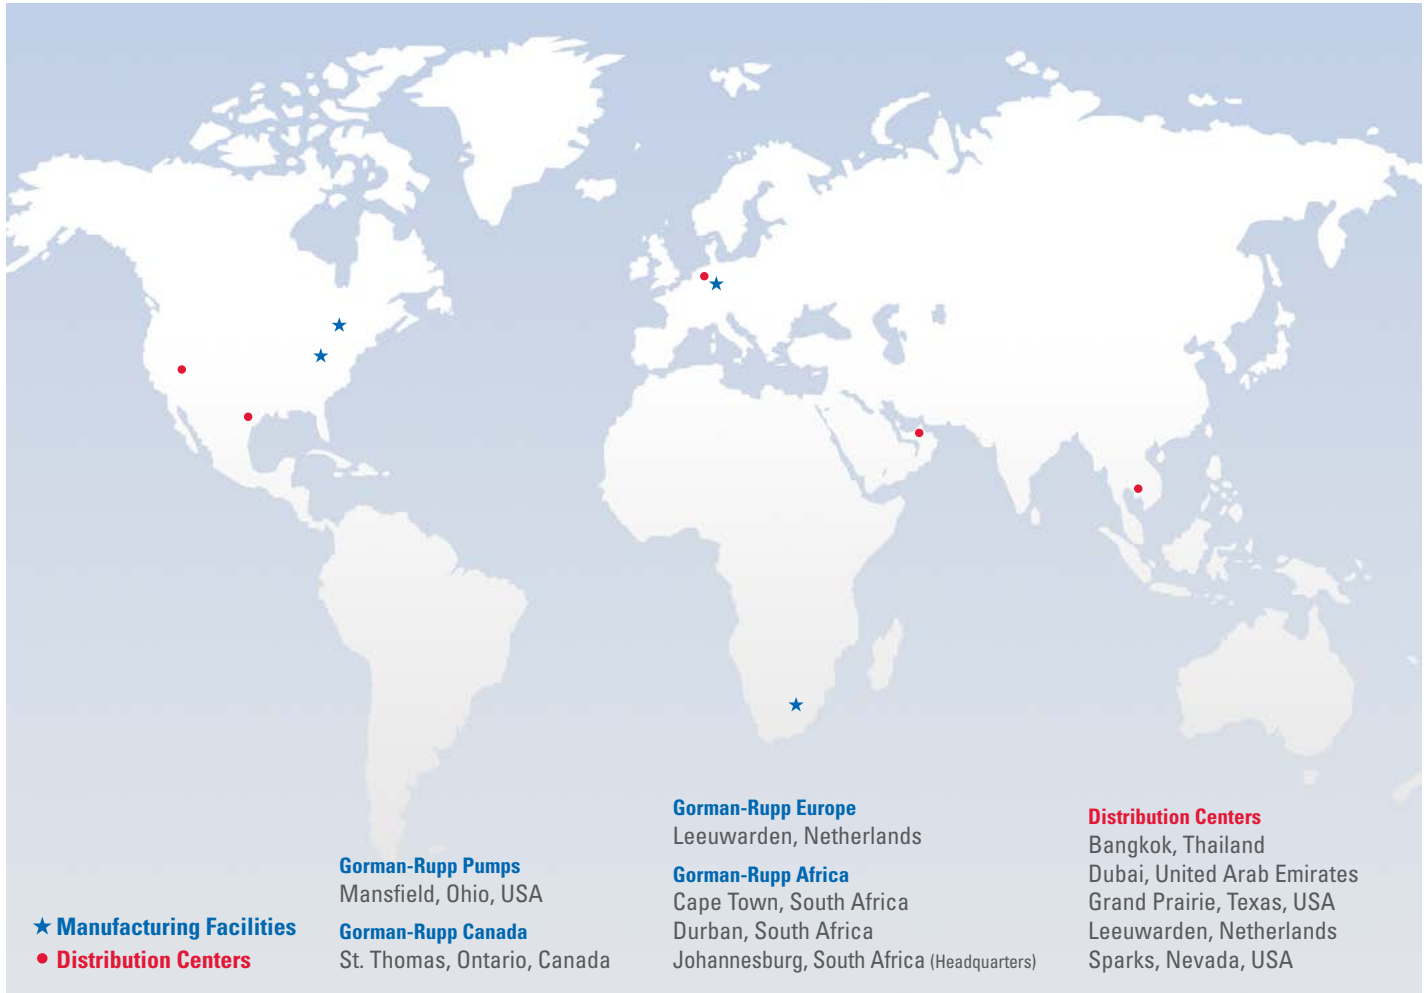 ★ Manufacturing Facilities
• Distribution Centers
Gorman-Rupp Pumps
Mansfield, Ohio, USA
Gorman-Rupp Canada
St. Thomas, Ontario, Canada
Gorman-Rupp Europe
Leeuwarden, Netherlands
Gorman-Rupp Africa
Cape Town, South Africa
Durban, South Africa
Johannesburg, South Africa (Headquarters)
Distribution Centers
Bangkok, Thailand
Dubai, United Arab Emirates
Grand Prairie, Texas, USA
Leeuwarden, Netherlands
Sparks, Nevada, USA